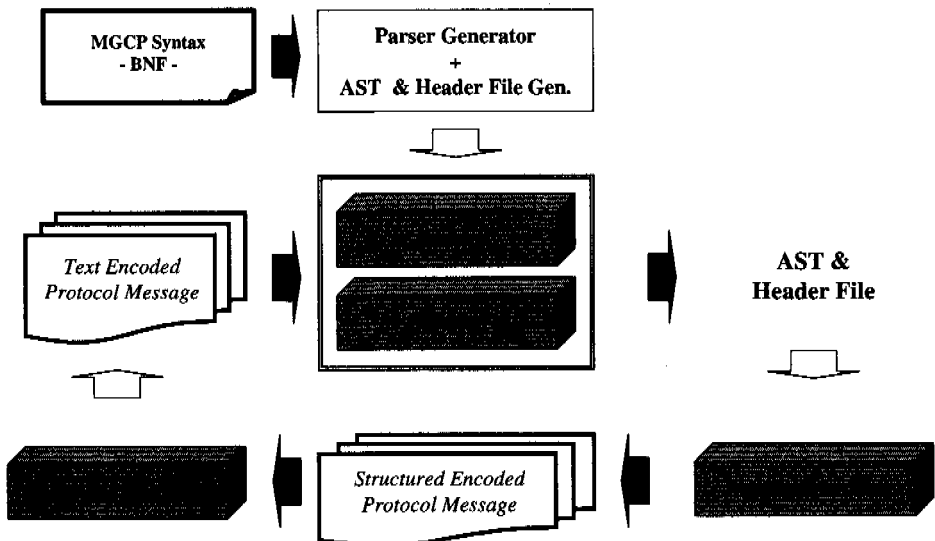 MGCP Syntax
- BNF -
Parser Generator
+
AST & Header File Gen.
Text Encoded
Protocol Message
AST &
Header File
Structured Encoded
Protocol Message